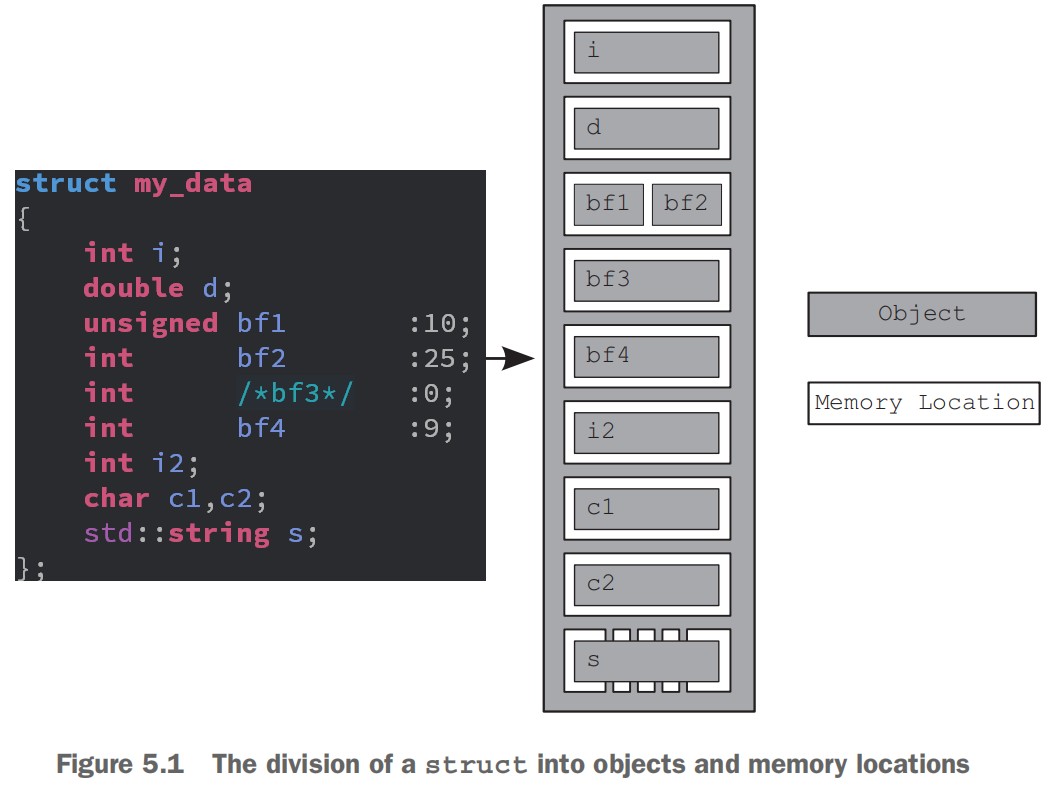 struct my_data
{
    int i;
    double d;
    unsigned bf1       :10;
    int      bf2       :25;
    int      /*bf3*/   :0;
    int      bf4       :9;
    int i2;
    char c1,c2;
    std::string s;
};
i
d
bf1 bf2
bf3
bf4
i2
c1
c2
s
Object
Memory Location
Figure 5.1 The division of a struct into objects and memory locations